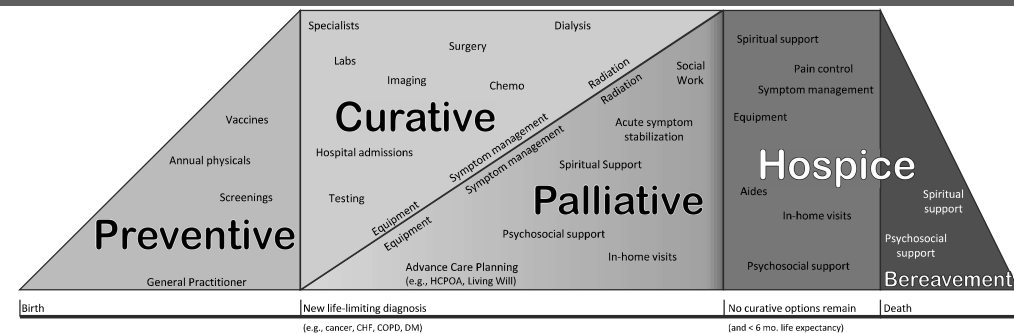 Vaccines
Annual physicals
Screenings
Preventive
General Practitioner
Specialists
Dialysis
Surgery
Labs
Imaging
Chemo
Curative
Hospital admissions
Testing
Radiation
Symptom management
Equipment
Radiation
Symptom management
Equipment
Social
Work
Acute symptom
stabilization
Spiritual Support
Palliative
Psychosocial support
In-home visits
Advance Care Planning
(e.g., HCPOA, Living Will)
Spiritual support
Pain control
Symptom management
Equipment
Hospice
Aides
In-home visits
Psychosocial support
Spiritual
support
Psychosocial
support
Bereavement
Birth
New life-limiting diagnosis
(e.g., cancer, CHF, COPD, DM)
No curative options remain
(and < 6 mo. life expectancy)
Death